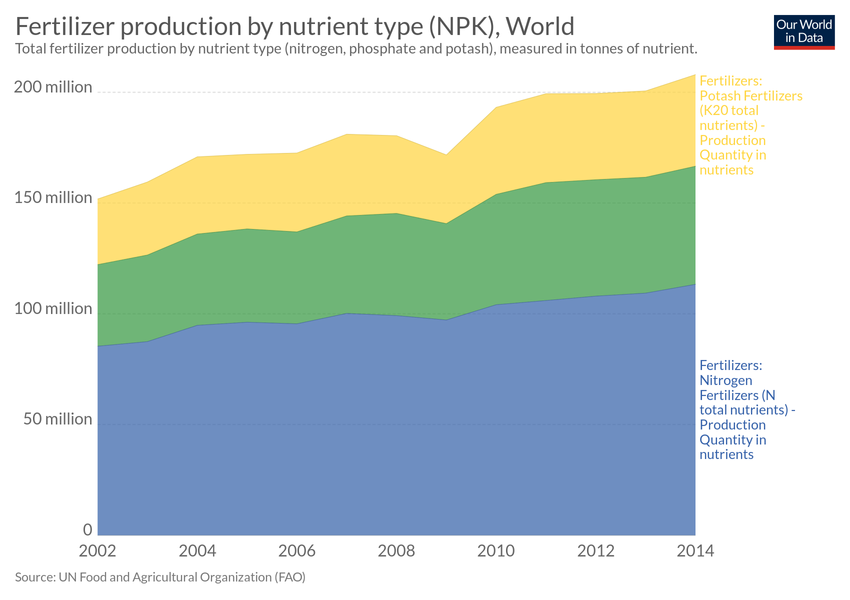 Fertilizer production by nutrient type (NPK), World
Total fertilizer production by nutrient type (nitrogen, phosphate and potash), measured in tonnes of nutrient.
Our World
in Data
200 million
150 million
100 million
50 million
0
2002
2004
2006
2008
2010
2012
2014
Fertilizers:
Potash Fertilizers
(K20 total
nutrients) -
Production
Quantity in
nutrients
Fertilizers:
Nitrogen
Fertilizers (N
total nutrients) -
Production
Quantity in
nutrients
Source: UN Food and Agricultural Organization (FAO)